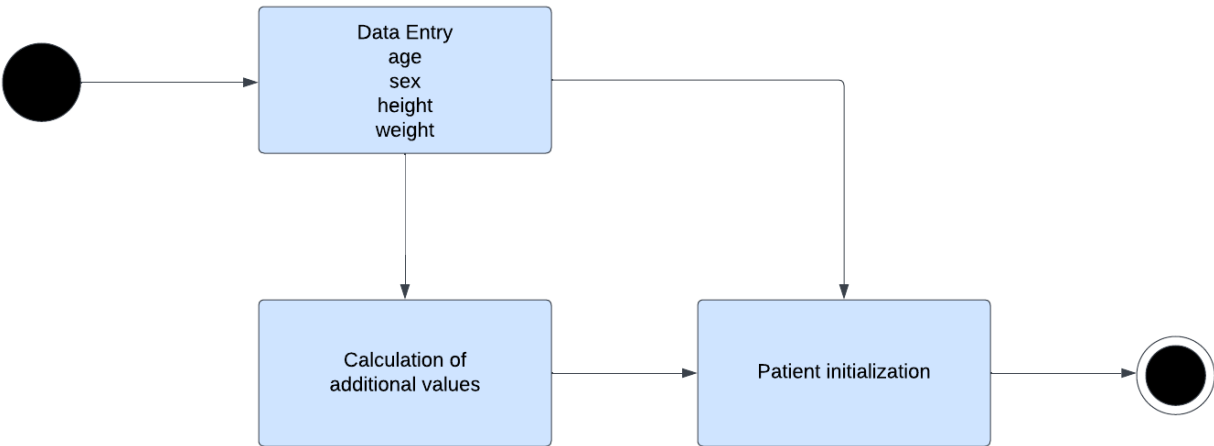 Data Entry
age
sex
height
weight
Calculation of
additional values
Patient initialization